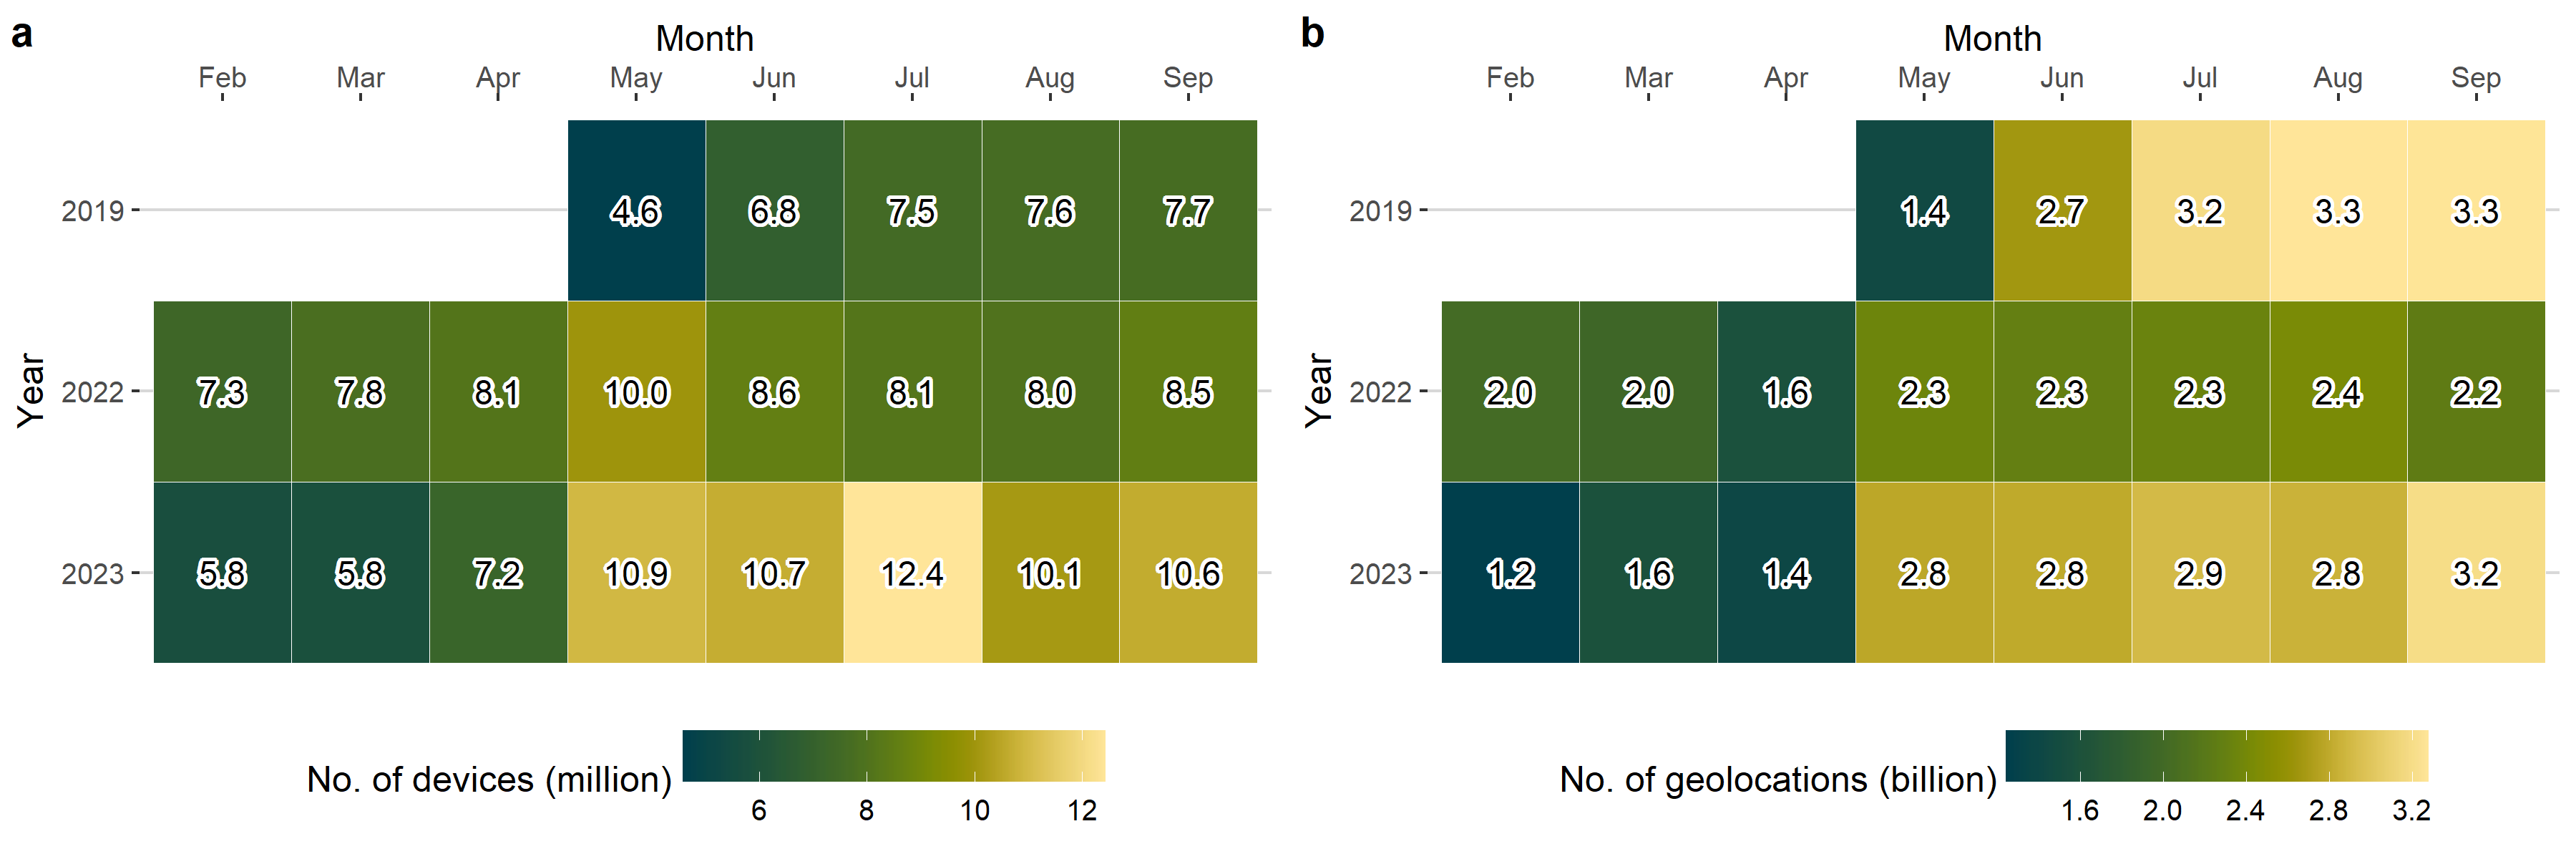 a
Month
Feb Mar Apr May Jun Jul Aug Sep
Year
2019 4.6 6.8 7.5 7.6 7.7
2022 7.3 7.8 8.1 10.0 8.6 8.1 8.0 8.5
2023 5.8 5.8 7.2 10.9 10.7 12.4 10.1 10.6
No. of devices (million)
6 8 10 12
b
Month
Feb Mar Apr May Jun Jul Aug Sep
Year
2019 1.4 2.7 3.2 3.3 3.3
2022 2.0 2.0 1.6 2.3 2.3 2.3 2.4 2.2
2023 1.2 1.6 1.4 2.8 2.8 2.9 2.8 3.2
No. of geolocations (billion)
1.6 2.0 2.4 2.8 3.2